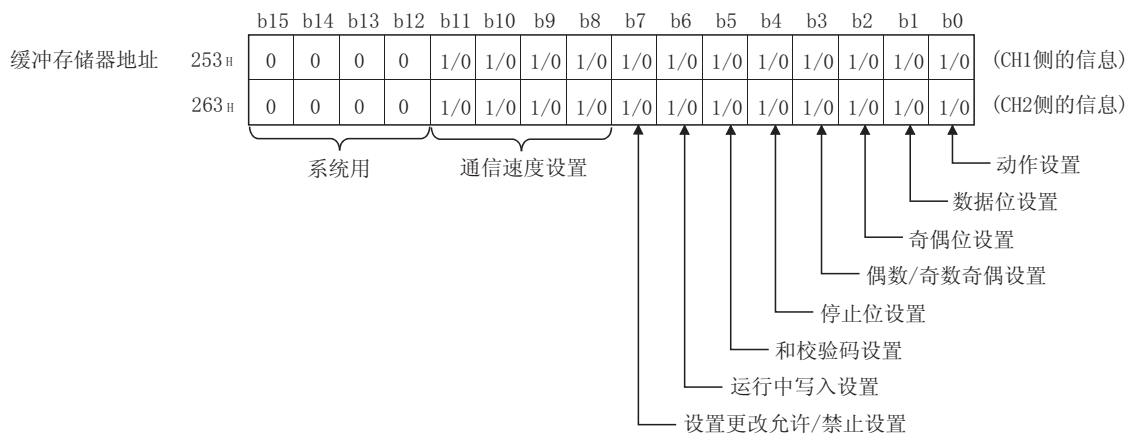 b15 b14 b13 b12 b11 b10 b9 b8 b7 b6 b5 b4 b3 b2 b1 b0
缓冲存储器地址 253H 0 0 0 0 1/0 1/0 1/0 1/0 1/0 1/0 1/0 1/0 1/0 1/0 1/0 1/0 (CH1侧的信息)
263H 0 0 0 0 1/0 1/0 1/0 1/0 1/0 1/0 1/0 1/0 1/0 1/0 1/0 1/0 (CH2侧的信息)
系统用 通信速度设置 动作设置
数据位设置
奇偶位设置
偶数/奇数奇偶设置
停止位设置
和校验码设置
运行中写入设置
设置更改允许/禁止设置